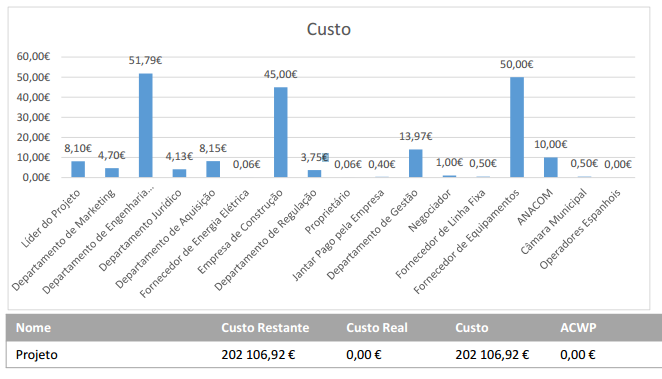 Custo
60,00€
50,00€
40,00€
30,00€
20,00€
10,00€
0,00€
8,10€
4,70€
51,79€
4,13€
8,15€
0,06€
45,00€
3,75€
0,06€
0,40€
13,97€
1,00€
0,50€
50,00€
10,00€
0,50€
0,00€
Líder do Projeto
Departamento de Marketing
Departamento de Engenharia…
Departamento Jurídico
Departamento de Aquisição
Fornecedor de Energia Elétrica
Empresa de Construção
Departamento de Regulação
Proprietário
Jantar Pago pela Empresa
Departamento de Gestão
Negociador
Fornecedor de Linha Fixa
Fornecedor de Equipamentos
ANACOM
Câmara Municipal
Operadores Espanhois
Nome Custo Restante Custo Real Custo ACWP
Projeto 202 106,92 € 0,00 € 202 106,92 € 0,00 €